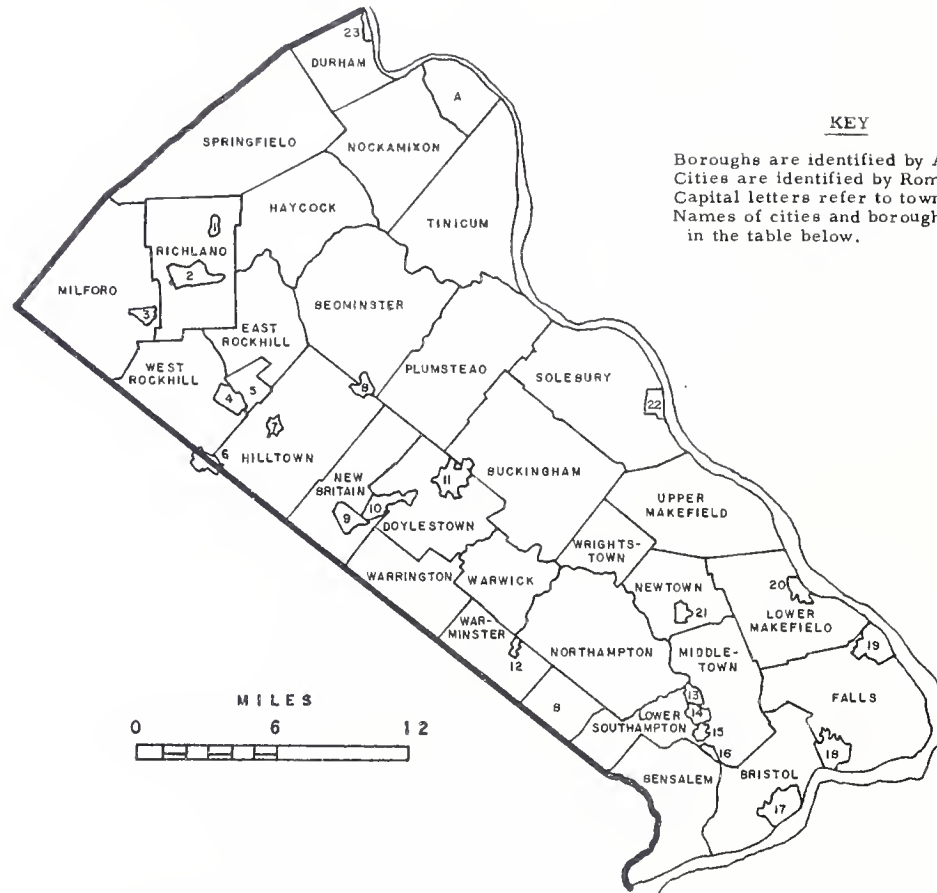 23
DURHAM
A
KEY
Boroughs are identified by A
Cities are identified by Rom
Capital letters refer to town
Names of cities and borough
in the table below.
SPRINGFIELD
NOCKAMIXON
HAYCOCK
TINICUM
1
RICHLAND
2
MILFORD
3
BEDMINSTER
EAST
ROCKHILL
WEST
ROCKHILL
PLUMSTEAD
SOLEBURY
4
5
8
22
7
6
HILLTOWN
NEW
BRITAIN
11
BUCKINGHAM
UPPER
MAKEFIELD
10
9
DOYLESTOWN
WRIGHTS-
TOWN
WARRINGTON
WARWICK
NEWTOWN
20
21
LOWER
MAKEFIELD
WAR-
MINSTER
12
NORTHAMPTON
MIDDLE-
TOWN
19
MILES
0 6 12
B
13
FALLS
LOWER
SOUTHAMPTON
14
15
16
18
BENSALEM
BRISTOL
17